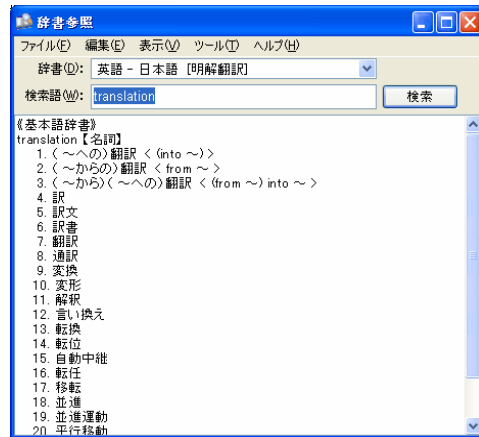 辞書参照
ファイル(F) 編集(E) 表示(V) ツール(T) ヘルプ(H)
辞書(D): 英語 - 日本語 [明解翻訳]
検索語(W): translation 検索
《基本語辞書》
translation【名詞】
1. ( ～への) 翻訳 < (into ～) >
2. ( ～からの) 翻訳 < from ～ >
3. ( ～から) ( ～への) 翻訳 < (from ～) into ～ >
4. 訳
5. 訳文
6. 訳書
7. 翻訳
8. 通訳
9. 変換
10. 変形
11. 解釈
12. 言い換え
13. 転換
14. 転位
15. 自動中継
16. 転任
17. 移転
18. 並進
19. 並進運動
20. 平行移動